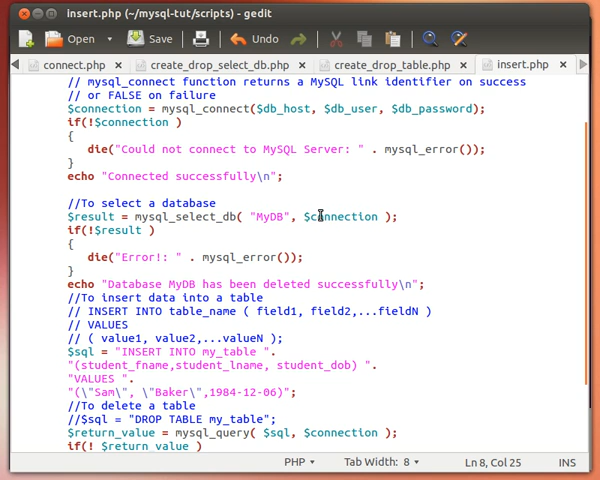 insert.php (~/mysql-tut/scripts) - gedit
Open Save Undo
connect.php create_drop_select_db.php create_drop_table.php insert.php
// mysql_connect function returns a MySQL link identifier on success
// or FALSE on failure
$connection = mysql_connect($db_host, $db_user, $db_password);
if(!$connection )
{
die("Could not connect to MySQL Server: " . mysql_error());
}
echo "Connected successfully\n";
//To select a database
$result = mysql_select_db( "MyDB", $connection );
if(!$result )
{
die("Error!: " . mysql_error());
}
echo "Database MyDB has been deleted successfully\n";
//To insert data into a table
// INSERT INTO table_name ( field1, field2,...fieldN )
// VALUES
// ( value1, value2,...valueN );
$sql = "INSERT INTO my_table ".
"(student_fname,student_lname, student_dob) ".
"VALUES ".
"(\"Sam\", \"Baker\",1984-12-06)";
//To delete a table
//$sql = "DROP TABLE my_table";
$return_value = mysql_query( $sql, $connection );
if(! $return_value )
PHP Tab Width: 8 Ln 8, Col 25 INS